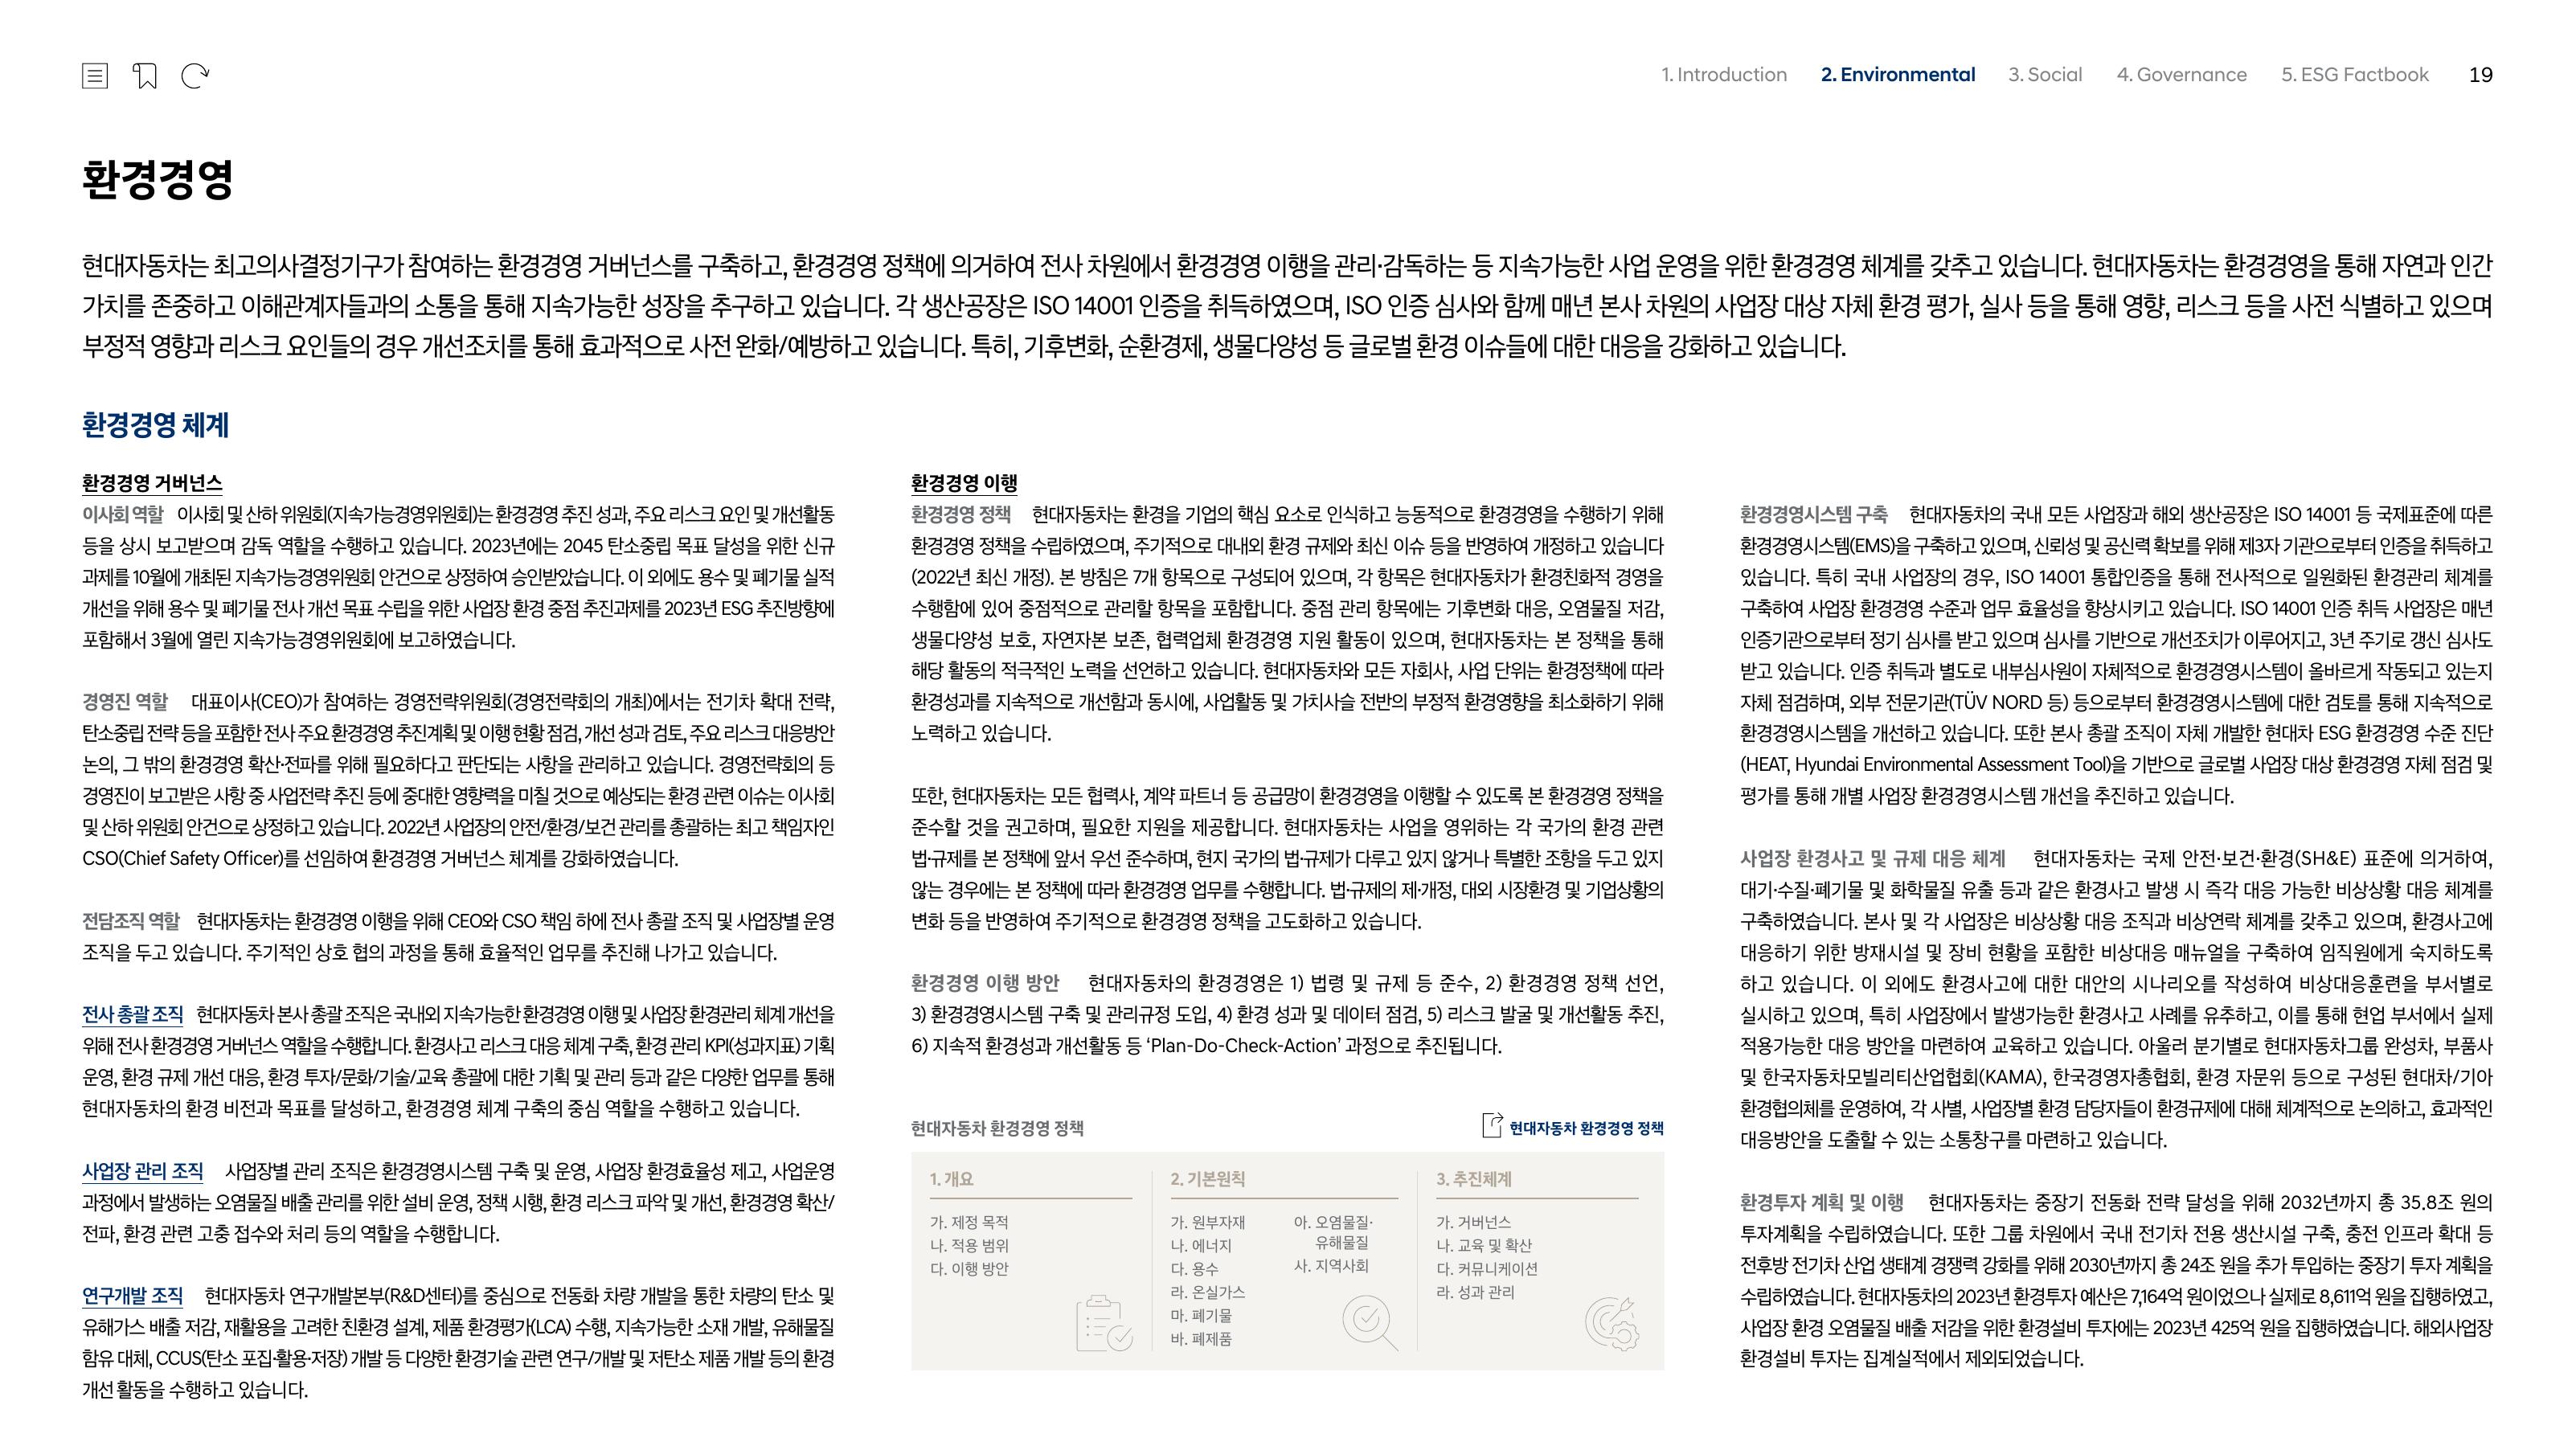 1. Introduction 2. Environmental 3. Social 4. Governance 5. ESG Factbook 19
환경경영
현대자동차는 최고의사결정기구가 참여하는 환경경영 거버넌스를 구축하고, 환경경영 정책에 의거하여 전사 차원에서 환경경영 이행을 관리·감독하는 등 지속가능한 사업 운영을 위한 환경경영 체계를 갖추고 있습니다. 현대자동차는 환경경영을 통해 자연과 인간
가치를 존중하고 이해관계자들과의 소통을 통해 지속가능한 성장을 추구하고 있습니다. 각 생산공장은 ISO 14001 인증을 취득하였으며, ISO 인증 심사와 함께 매년 본사 차원의 사업장 대상 자체 환경 평가, 실사 등을 통해 영향, 리스크 등을 사전 식별하고 있으며
부정적 영향과 리스크 요인들의 경우 개선조치를 통해 효과적으로 사전 완화/예방하고 있습니다. 특히, 기후변화, 순환경제, 생물다양성 등 글로벌 환경 이슈들에 대한 대응을 강화하고 있습니다.
환경경영 체계
환경경영 거버넌스
이사회 역할 이사회 및 산하 위원회(지속가능경영위원회)는 환경경영 추진 성과, 주요 리스크 요인 및 개선활동
등을 상시 보고받으며 감독 역할을 수행하고 있습니다. 2023년에는 2045 탄소중립 목표 달성을 위한 신규
과제를 10월에 개최된 지속가능경영위원회 안건으로 상정하여 승인받았습니다. 이 외에도 용수 및 폐기물 실적
개선을 위해 용수 및 폐기물 전사 개선 목표 수립을 위한 사업장 환경 중점 추진과제를 2023년 ESG 추진방향에
포함해서 3월에 열린 지속가능경영위원회에 보고하였습니다.
경영진 역할 대표이사(CEO)가 참여하는 경영전략위원회(경영전략회의 개최)에서는 전기차 확대 전략,
탄소중립 전략 등을 포함한 전사 주요 환경경영 추진계획 및 이행 현황 점검, 개선 성과 검토, 주요 리스크 대응방안
논의, 그 밖의 환경경영 확산·전파를 위해 필요하다고 판단되는 사항을 관리하고 있습니다. 경영전략회의 등
경영진이 보고받은 사항 중 사업전략 추진 등에 중대한 영향력을 미칠 것으로 예상되는 환경 관련 이슈는 이사회
및 산하 위원회 안건으로 상정하고 있습니다. 2022년 사업장의 안전/환경/보건 관리를 총괄하는 최고 책임자인
CSO(Chief Safety Officer)를 선임하여 환경경영 거버넌스 체계를 강화하였습니다.
전담조직 역할 현대자동차는 환경경영 이행을 위해 CEO와 CSO 책임 하에 전사 총괄 조직 및 사업장별 운영
조직을 두고 있습니다. 주기적인 상호 협의 과정을 통해 효율적인 업무를 추진해 나가고 있습니다.
전사 총괄 조직 현대자동차 본사 총괄 조직은 국내외 지속가능한 환경경영 이행 및 사업장 환경관리 체계 개선을
위해 전사 환경경영 거버넌스 역할을 수행합니다. 환경사고 리스크 대응 체계 구축, 환경 관리 KPI(성과지표) 기획
운영, 환경 규제 개선 대응, 환경 투자/문화/기술/교육 총괄에 대한 기획 및 관리 등과 같은 다양한 업무를 통해
현대자동차의 환경 비전과 목표를 달성하고, 환경경영 체계 구축의 중심 역할을 수행하고 있습니다.
사업장 관리 조직 사업장별 관리 조직은 환경경영시스템 구축 및 운영, 사업장 환경효율성 제고, 사업운영
과정에서 발생하는 오염물질 배출 관리를 위한 설비 운영, 정책 시행, 환경 리스크 파악 및 개선, 환경경영 확산/
전파, 환경 관련 고충 접수와 처리 등의 역할을 수행합니다.
연구개발 조직 현대자동차 연구개발본부(R&D센터)를 중심으로 전동화 차량 개발을 통한 차량의 탄소 및
유해가스 배출 저감, 재활용을 고려한 친환경 설계, 제품 환경평가(LCA) 수행, 지속가능한 소재 개발, 유해물질
함유 대체, CCUS(탄소 포집·활용·저장) 개발 등 다양한 환경기술 관련 연구/개발 및 저탄소 제품 개발 등의 환경
개선 활동을 수행하고 있습니다.
환경경영 이행
환경경영 정책 현대자동차는 환경을 기업의 핵심 요소로 인식하고 능동적으로 환경경영을 수행하기 위해
환경경영 정책을 수립하였으며, 주기적으로 대내외 환경 규제와 최신 이슈 등을 반영하여 개정하고 있습니다
(2022년 최신 개정). 본 방침은 7개 항목으로 구성되어 있으며, 각 항목은 현대자동차가 환경친화적 경영을
수행함에 있어 중점적으로 관리할 항목을 포함합니다. 중점 관리 항목에는 기후변화 대응, 오염물질 저감,
생물다양성 보호, 자연자본 보존, 협력업체 환경경영 지원 활동이 있으며, 현대자동차는 본 정책을 통해
해당 활동의 적극적인 노력을 선언하고 있습니다. 현대자동차와 모든 자회사, 사업 단위는 환경정책에 따라
환경성과를 지속적으로 개선함과 동시에, 사업활동 및 가치사슬 전반의 부정적 환경영향을 최소화하기 위해
노력하고 있습니다.
또한, 현대자동차는 모든 협력사, 계약 파트너 등 공급망이 환경경영을 이행할 수 있도록 본 환경경영 정책을
준수할 것을 권고하며, 필요한 지원을 제공합니다. 현대자동차는 사업을 영위하는 각 국가의 환경 관련
법·규제를 본 정책에 앞서 우선 준수하며, 현지 국가의 법·규제가 다루고 있지 않거나 특별한 조항을 두고 있지
않는 경우에는 본 정책에 따라 환경경영 업무를 수행합니다. 법·규제의 제·개정, 대외 시장환경 및 기업상황의
변화 등을 반영하여 주기적으로 환경경영 정책을 고도화하고 있습니다.
환경경영 이행 방안 현대자동차의 환경경영은 1) 법령 및 규제 등 준수, 2) 환경경영 정책 선언,
3) 환경경영시스템 구축 및 관리규정 도입, 4) 환경 성과 및 데이터 점검, 5) 리스크 발굴 및 개선활동 추진,
6) 지속적 환경성과 개선활동 등 ‘Plan-Do-Check-Action’ 과정으로 추진됩니다.
현대자동차 환경경영 정책 현대자동차 환경경영 정책
1. 개요
가. 제정 목적
나. 적용 범위
다. 이행 방안
2. 기본원칙
가. 원부자재
나. 에너지
다. 용수
라. 온실가스
마. 폐기물
바. 폐제품
아. 오염물질·
유해물질
사. 지역사회
3. 추진체계
가. 거버넌스
나. 교육 및 확산
다. 커뮤니케이션
라. 성과 관리
환경경영시스템 구축 현대자동차의 국내 모든 사업장과 해외 생산공장은 ISO 14001 등 국제표준에 따른
환경경영시스템(EMS)을 구축하고 있으며, 신뢰성 및 공신력 확보를 위해 제3자 기관으로부터 인증을 취득하고
있습니다. 특히 국내 사업장의 경우, ISO 14001 통합인증을 통해 전사적으로 일원화된 환경관리 체계를
구축하여 사업장 환경경영 수준과 업무 효율성을 향상시키고 있습니다. ISO 14001 인증 취득 사업장은 매년
인증기관으로부터 정기 심사를 받고 있으며 심사를 기반으로 개선조치가 이루어지고, 3년 주기로 갱신 심사도
받고 있습니다. 인증 취득과 별도로 내부심사원이 자체적으로 환경경영시스템이 올바르게 작동되고 있는지
자체 점검하며, 외부 전문기관(TÜV NORD 등) 등으로부터 환경경영시스템에 대한 검토를 통해 지속적으로
환경경영시스템을 개선하고 있습니다. 또한 본사 총괄 조직이 자체 개발한 현대차 ESG 환경경영 수준 진단
(HEAT, Hyundai Environmental Assessment Tool)을 기반으로 글로벌 사업장 대상 환경경영 자체 점검 및
평가를 통해 개별 사업장 환경경영시스템 개선을 추진하고 있습니다.
사업장 환경사고 및 규제 대응 체계 현대자동차는 국제 안전·보건·환경(SH&E) 표준에 의거하여,
대기·수질·폐기물 및 화학물질 유출 등과 같은 환경사고 발생 시 즉각 대응 가능한 비상상황 대응 체계를
구축하였습니다. 본사 및 각 사업장은 비상상황 대응 조직과 비상연락 체계를 갖추고 있으며, 환경사고에
대응하기 위한 방재시설 및 장비 현황을 포함한 비상대응 매뉴얼을 구축하여 임직원에게 숙지하도록
하고 있습니다. 이 외에도 환경사고에 대한 대안의 시나리오를 작성하여 비상대응훈련을 부서별로
실시하고 있으며, 특히 사업장에서 발생가능한 환경사고 사례를 유추하고, 이를 통해 현업 부서에서 실제
적용가능한 대응 방안을 마련하여 교육하고 있습니다. 아울러 분기별로 현대자동차그룹 완성차, 부품사
및 한국자동차모빌리티산업협회(KAMA), 한국경영자총협회, 환경 자문위 등으로 구성된 현대차/기아
환경협의체를 운영하여, 각 사별, 사업장별 환경 담당자들이 환경규제에 대해 체계적으로 논의하고, 효과적인
대응방안을 도출할 수 있는 소통창구를 마련하고 있습니다.
환경투자 계획 및 이행 현대자동차는 중장기 전동화 전략 달성을 위해 2032년까지 총 35.8조 원의
투자계획을 수립하였습니다. 또한 그룹 차원에서 국내 전기차 전용 생산시설 구축, 충전 인프라 확대 등
전후방 전기차 산업 생태계 경쟁력 강화를 위해 2030년까지 총 24조 원을 추가 투입하는 중장기 투자 계획을
수립하였습니다. 현대자동차의 2023년 환경투자 예산은 7,164억 원이었으나 실제로 8,611억 원을 집행하였고,
사업장 환경 오염물질 배출 저감을 위한 환경설비 투자에는 2023년 425억 원을 집행하였습니다. 해외사업장
환경설비 투자는 집계실적에서 제외되었습니다.